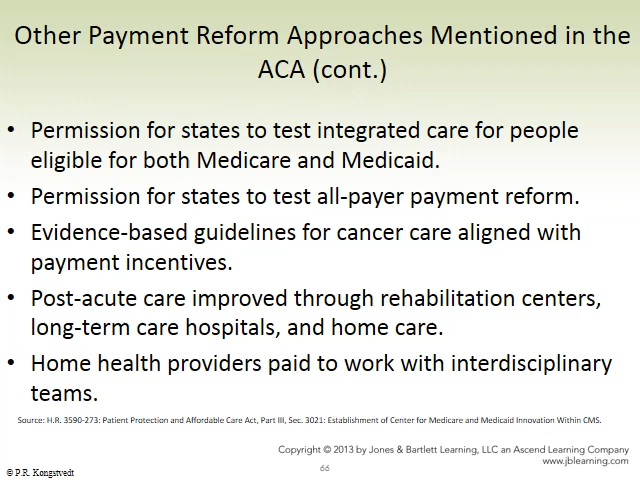 Other Payment Reform Approaches Mentioned in the
ACA (cont.)
• Permission for states to test integrated care for people
eligible for both Medicare and Medicaid.
• Permission for states to test all-payer payment reform.
• Evidence-based guidelines for cancer care aligned with
payment incentives.
• Post-acute care improved through rehabilitation centers,
long-term care hospitals, and home care.
• Home health providers paid to work with interdisciplinary
teams.
Source: H.R. 3590-273: Patient Protection and Affordable Care Act, Part III, Sec. 3021: Establishment of Center for Medicare and Medicaid Innovation Within CMS.
Copyright © 2013 by Jones & Bartlett Learning, LLC an Ascend Learning Company
www.jblearning.com
© P.R. Kongstvedt
66